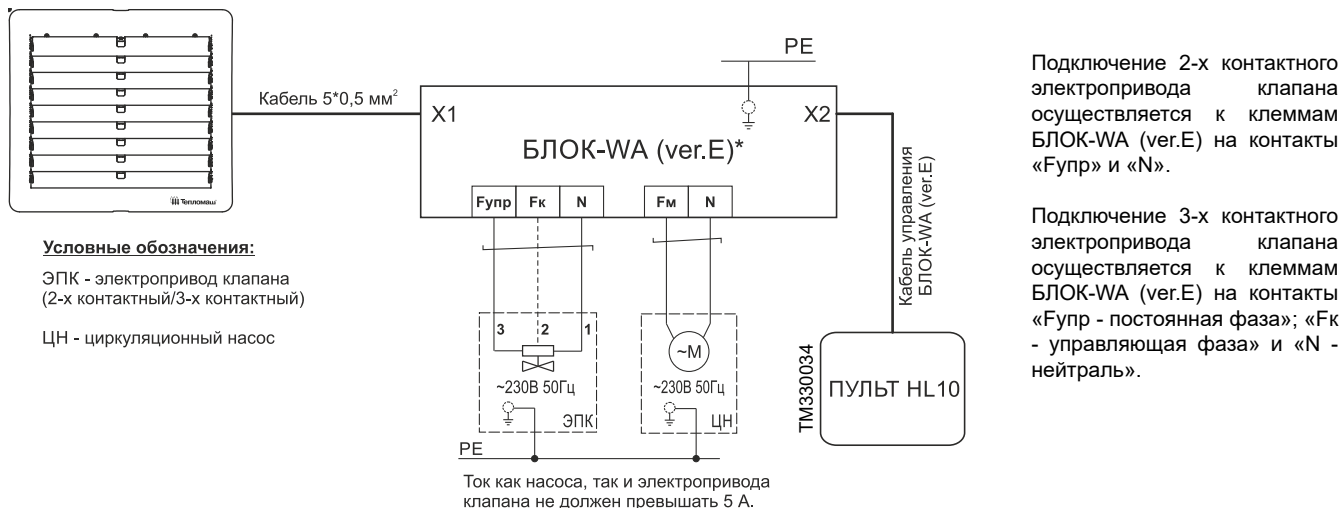 Тепломаш
Кабель 5*0,5 мм²
PE
X1
X2
БЛОК-WA (ver.E)*
Fупр Fк N
Fм N
Кабель управления
БЛОК-WA (ver.E)
Условные обозначения:
ЭПК - электропривод клапана
(2-х контактный/3-х контактный)
ЦН - циркуляционный насос
3 2 1
~230В 50Гц
ЭПК
~М
~230В 50Гц
ЦН
PE
Ток как насоса, так и электропривода
клапана не должен превышать 5 А.
TM330034
ПУЛЬТ HL10
Подключение 2-х контактного
электропривода клапана
осуществляется к клеммам
БЛОК-WA (ver.E) на контакты
«Fупр» и «N».
Подключение 3-х контактного
электропривода клапана
осуществляется к клеммам
БЛОК-WA (ver.E) на контакты
«Fупр - постоянная фаза»; «Fк
- управляющая фаза» и «N -
нейтраль».